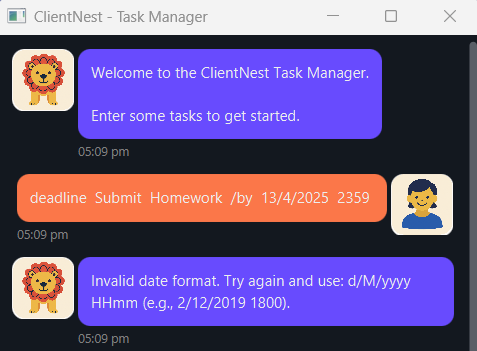 ClientNest - Task Manager
Welcome to the ClientNest Task Manager.
Enter some tasks to get started.
05:09 pm
deadline Submit Homework /by 13/4/2025 2359
05:09 pm
Invalid date format. Try again and use: d/M/yyyy
HHmm (e.g., 2/12/2019 1800).
05:09 pm